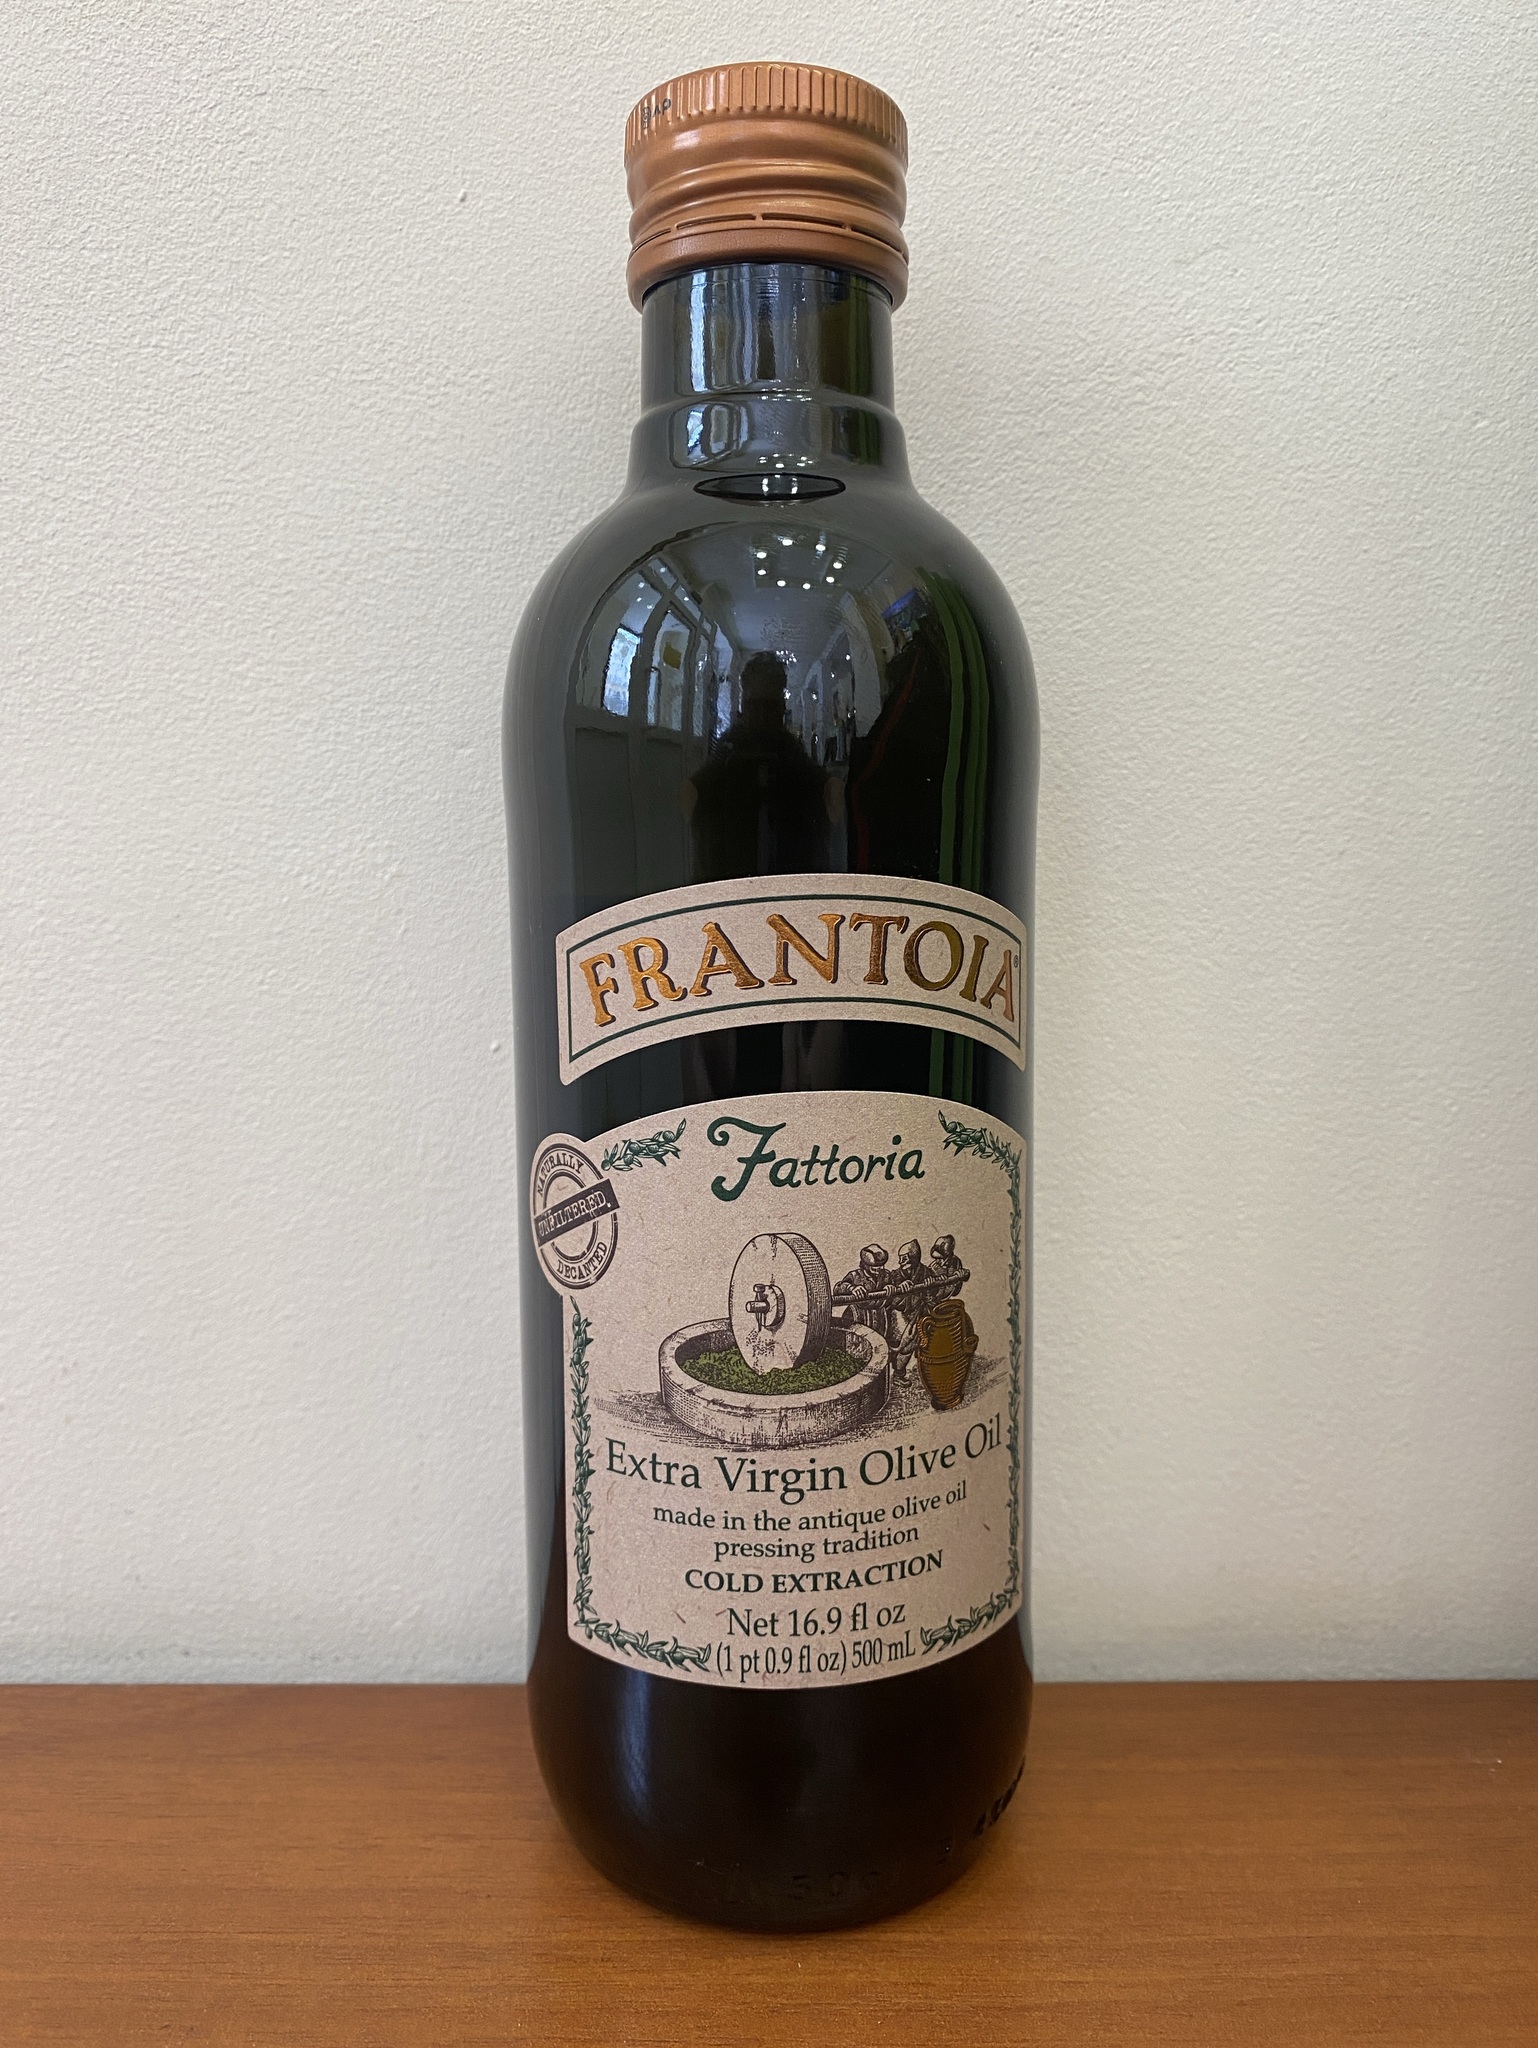 FRANTOIA®
Fattoria
NATURALLY
UNFILTERED
DECANTED
Extra Virgin Olive Oil
made in the antique olive oil
pressing tradition
COLD EXTRACTION
Net 16.9 fl oz
(1 pt 0.9 fl oz) 500 mL